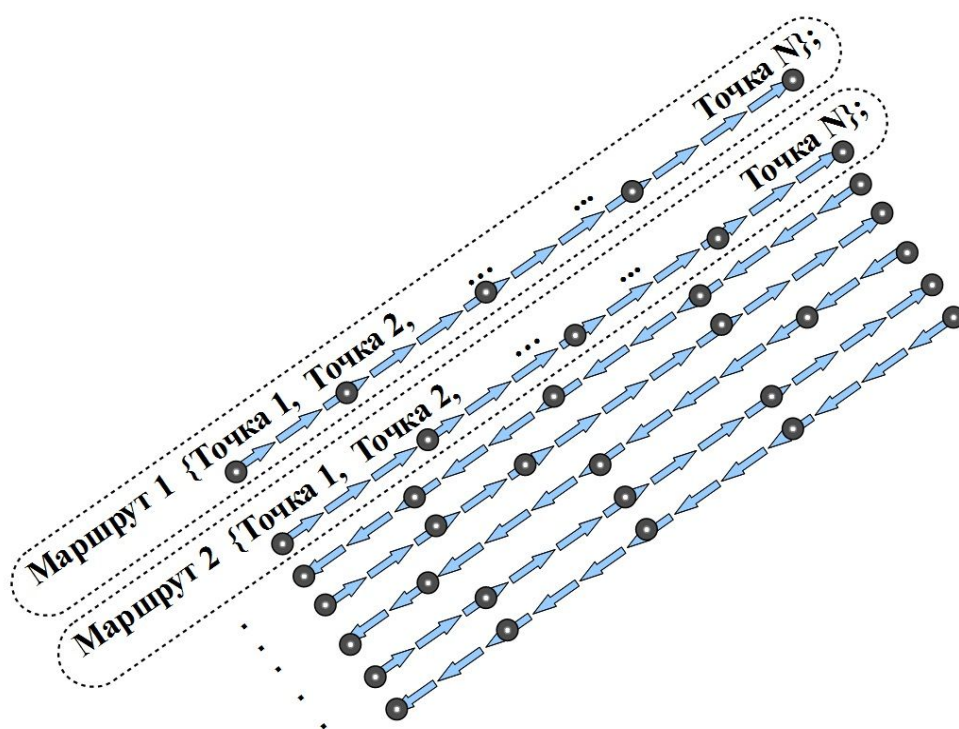 Маршрут 1 {Точка 1, Точка 2, ... ... Точка N};
Маршрут 2 {Точка 1, Точка 2, ... ... Точка N};